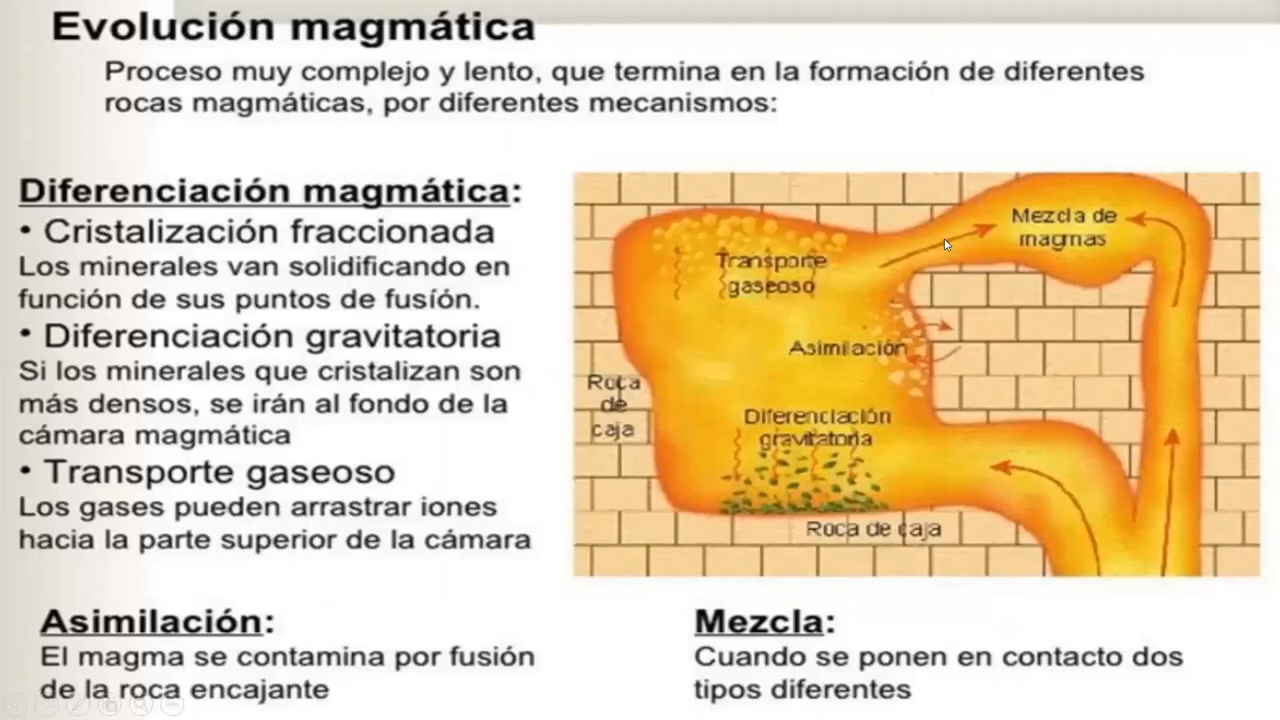 Evolución magmática
Proceso muy complejo y lento, que termina en la formación de diferentes
rocas magmáticas, por diferentes mecanismos:
Diferenciación magmática:
• Cristalización fraccionada
Los minerales van solidificando en
función de sus puntos de fusíón.
• Diferenciación gravitatoria
Si los minerales que cristalizan son
más densos, se irán al fondo de la
cámara magmática
• Transporte gaseoso
Los gases pueden arrastrar iones
hacia la parte superior de la cámara
Mezcla de
magmas
Transporte
gaseoso
Asimilación
Roca
de
caja
Diferenciación
gravitatoria
Roca de caja
Asimilación:
El magma se contamina por fusión
de la roca encajante
Mezcla:
Cuando se ponen en contacto dos
tipos diferentes